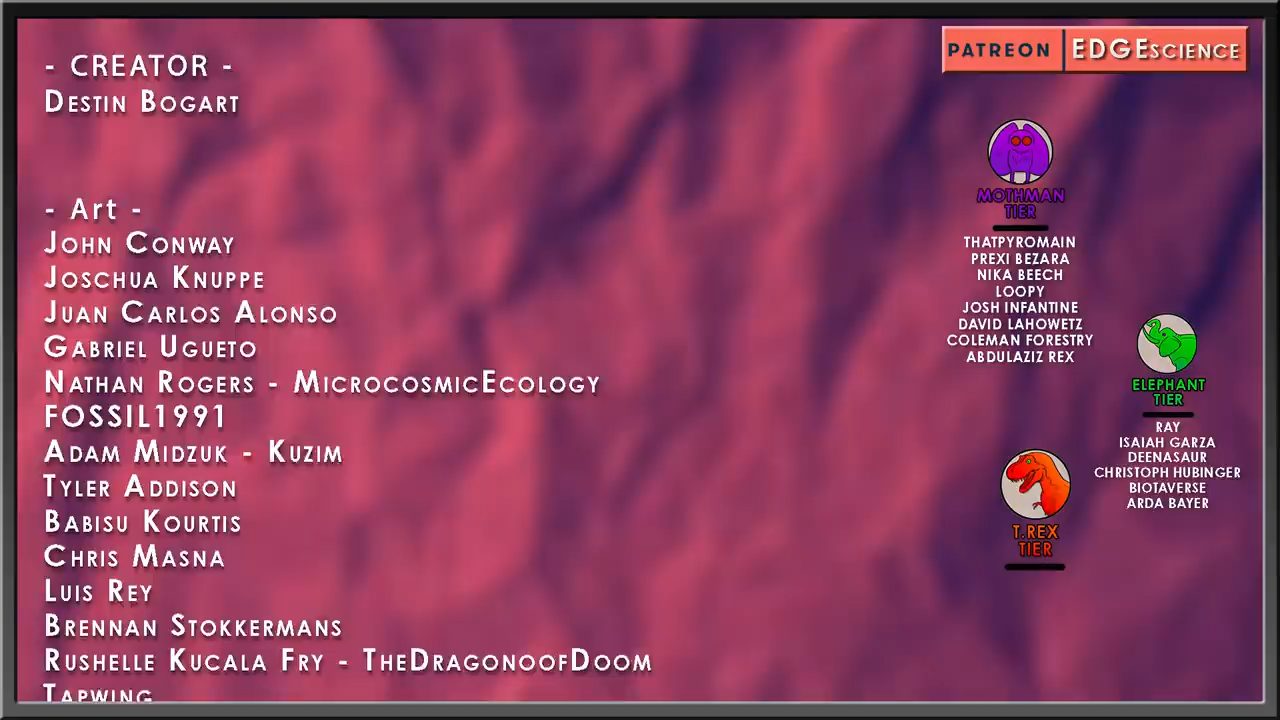 - CREATOR -
Destin Bogart
- Art -
John Conway
Joschua Knuppe
Juan Carlos Alonso
Gabriel Ugueto
Nathan Rogers - MicrocosmicEcology
FOSSIL1991
Adam Midzuk - Kuzim
Tyler Addison
Babisu Kourtis
Chris Masna
Luis Rey
Brennan Stokkermans
Rushelle Kucala Fry - TheDragonoofDoom
Tapwing
PATREON EDGEscience
MOTHMAN
TIER
THATPYROMAIN
PREXI BEZARA
NIKA BEECH
LOOPY
JOSH INFANTINE
DAVID LAHOWETZ
COLEMAN FORESTRY
ABDULAZIZ REX
ELEPHANT
TIER
RAY
ISAIAH GARZA
DEENASAUR
CHRISTOPH HUBINGER
BIOTAVERSE
ARDA BAYER
T.REX
TIER